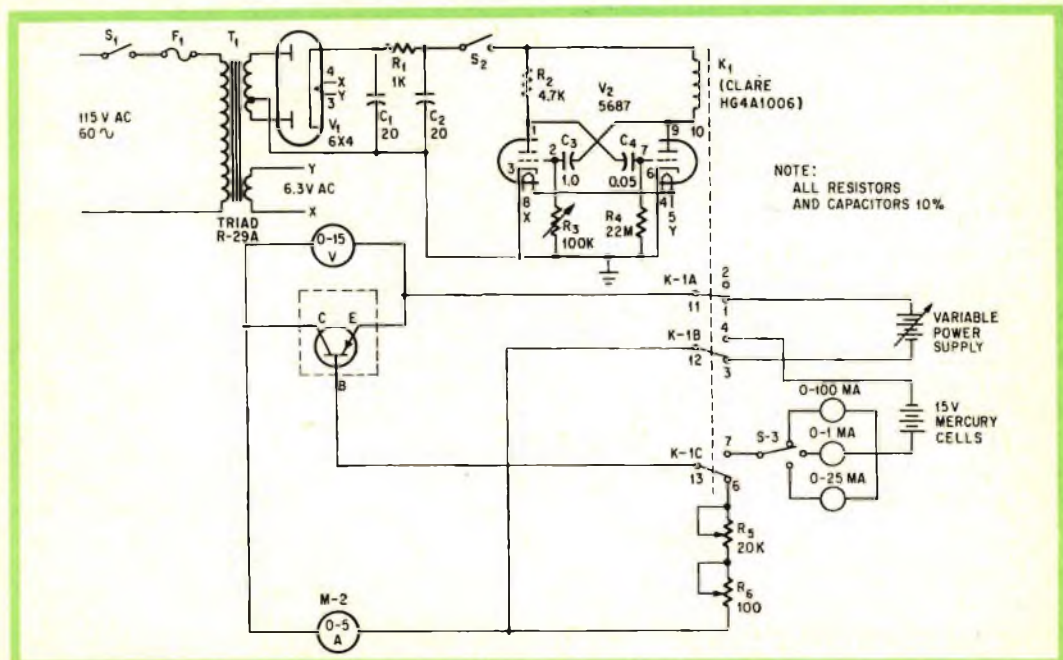 S1
F1
T1
115 V AC
60 ∿
TRIAD
R-29A
Y
6.3V AC
X
4
X
Y
3
V1
6X4
R1
1K
C1
20
C2
20
S2
R2
4.7K
V2
5687
K1
(CLARE
HG4A1006)
1
9
10
2
C3
C4
7
3
6
1.0
0.05
8
X
4
5
Y
R3
100K
R4
22M
NOTE:
ALL RESISTORS
AND CAPACITORS 10%
0-15
V
C
E
B
K-1A
11
2
1
K-1B
12
4
3
VARIABLE
POWER
SUPPLY
0-100 MA
15V
MERCURY
CELLS
S-3
0-1 MA
0-25 MA
K-1C
13
7
6
R5
20K
R6
100
M-2
0-5
A